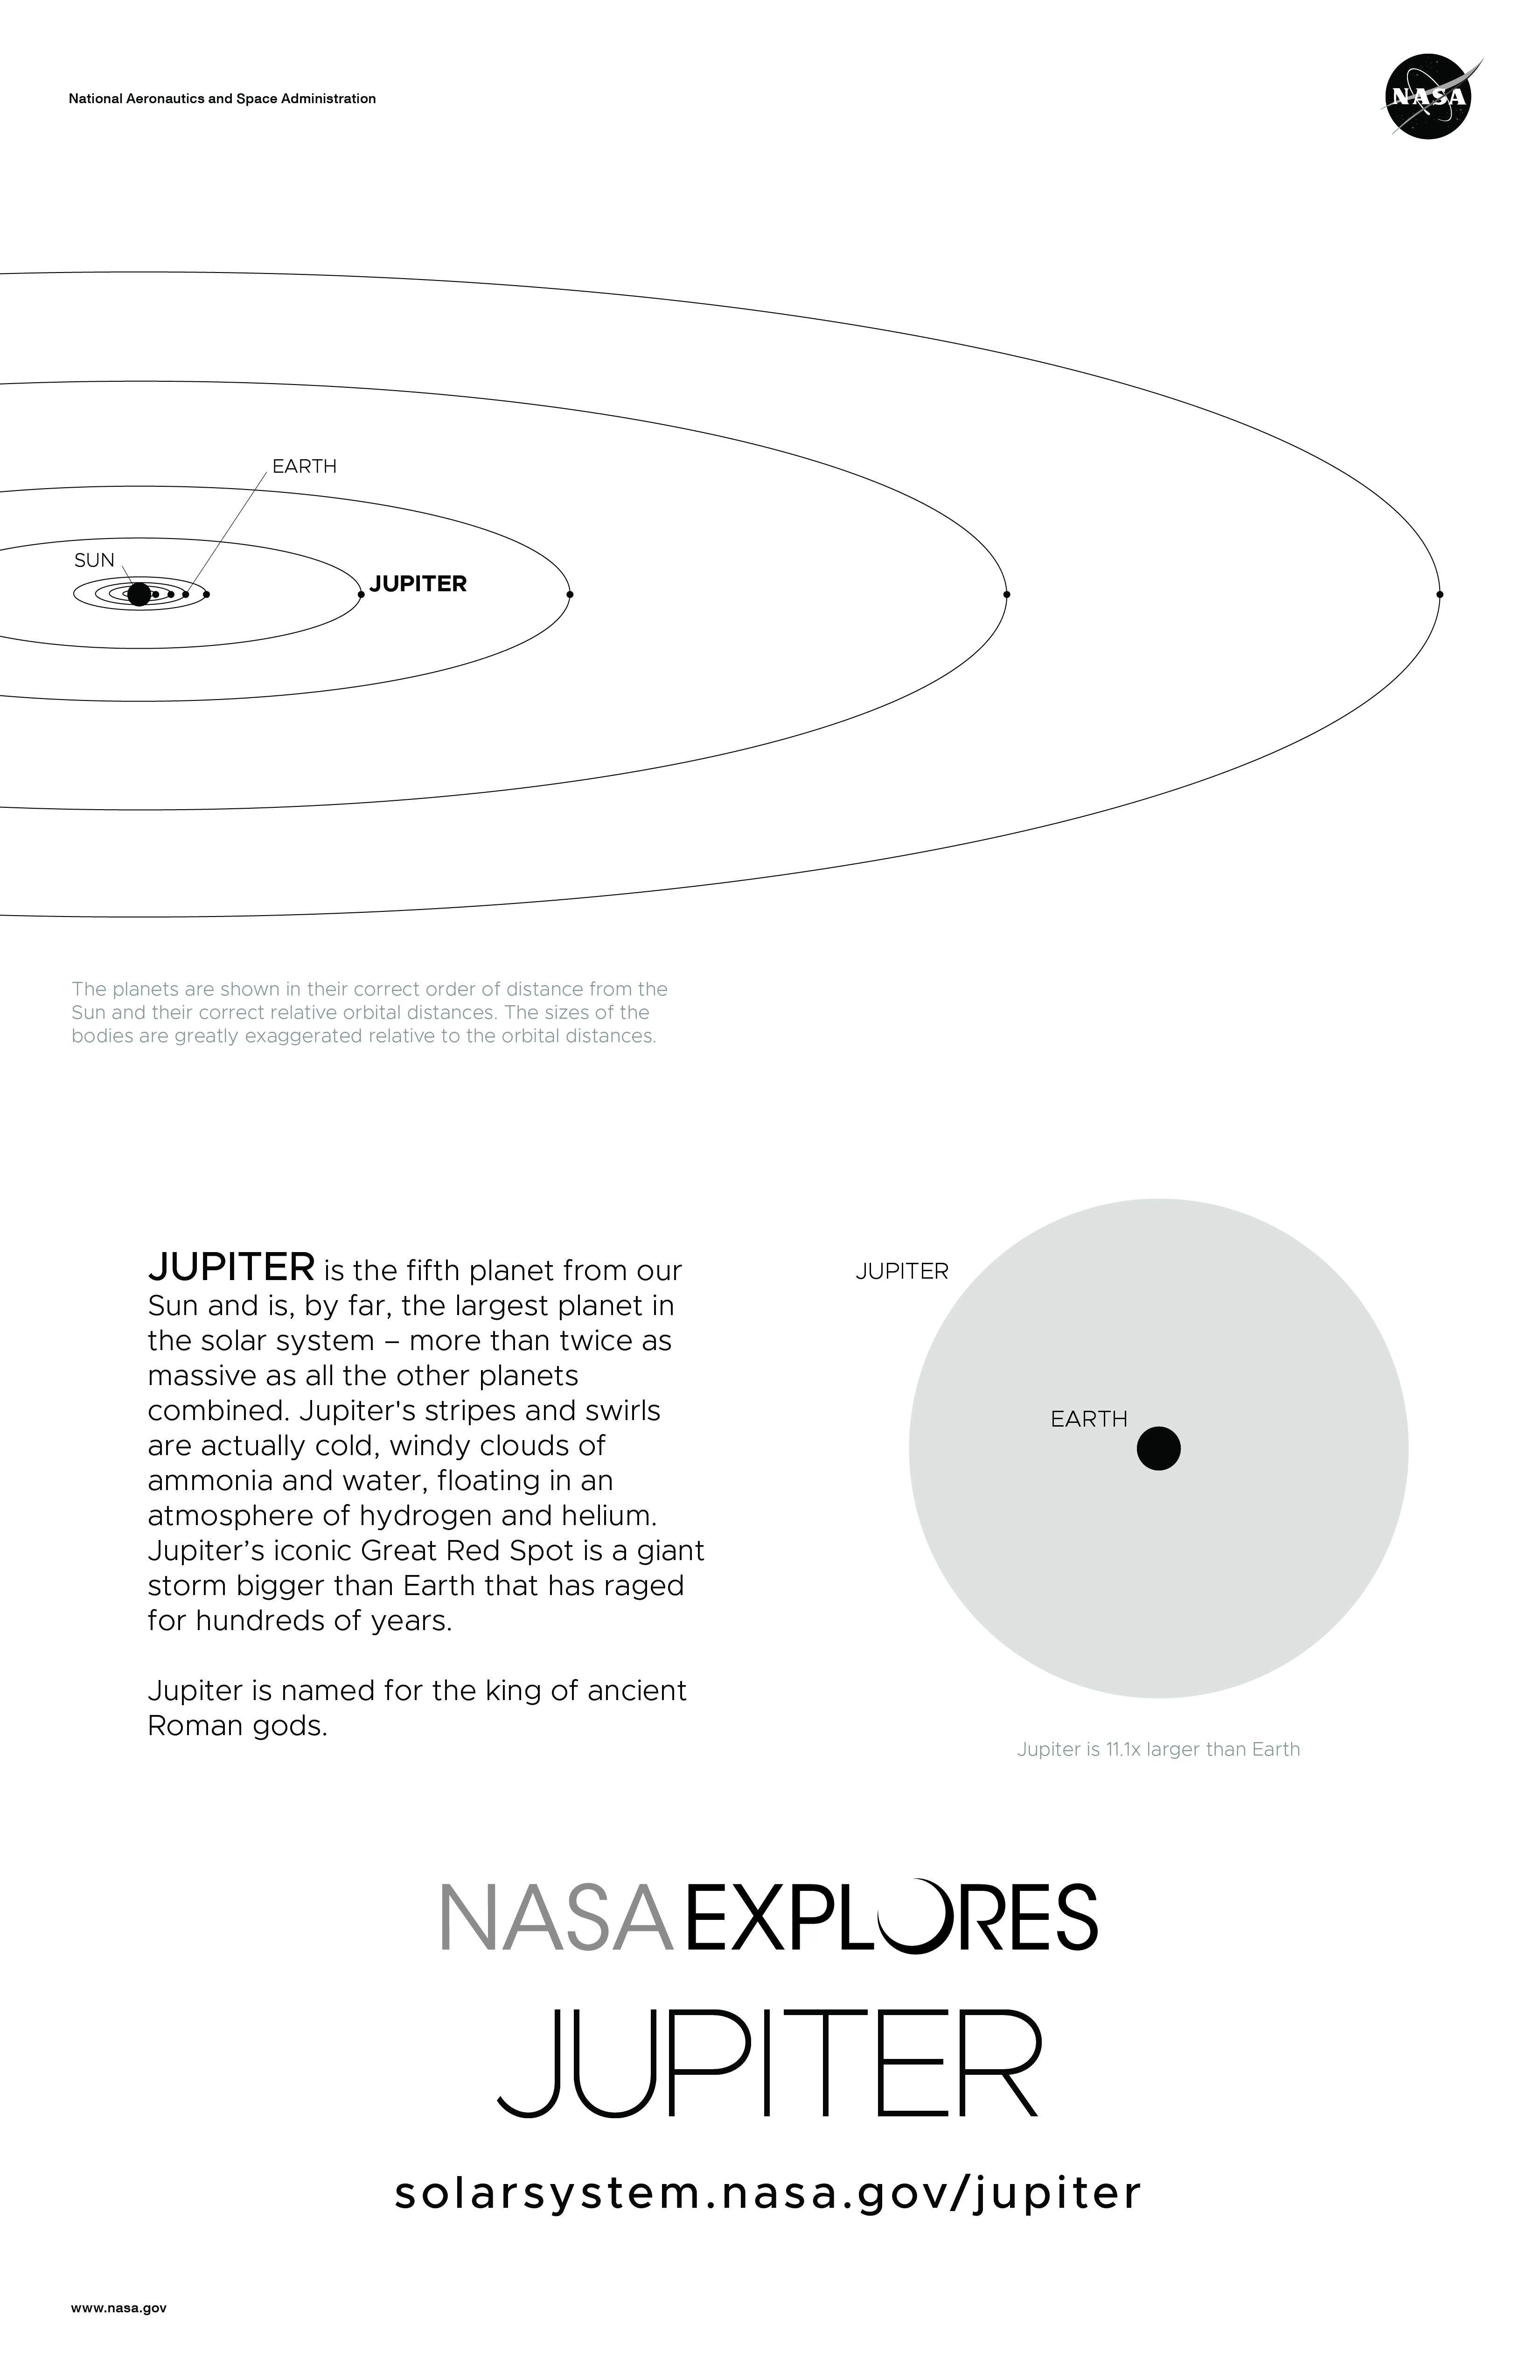 National Aeronautics and Space Administration
NASA
EARTH
SUN
JUPITER
The planets are shown in their correct order of distance from the
Sun and their correct relative orbital distances. The sizes of the
bodies are greatly exaggerated relative to the orbital distances.
JUPITER is the fifth planet from our
Sun and is, by far, the largest planet in
the solar system – more than twice as
massive as all the other planets
combined. Jupiter's stripes and swirls
are actually cold, windy clouds of
ammonia and water, floating in an
atmosphere of hydrogen and helium.
Jupiter’s iconic Great Red Spot is a giant
storm bigger than Earth that has raged
for hundreds of years.
Jupiter is named for the king of ancient
Roman gods.
JUPITER
EARTH
Jupiter is 11.1x larger than Earth
NASA EXPLORES
JUPITER
solarsystem.nasa.gov/jupiter
www.nasa.gov